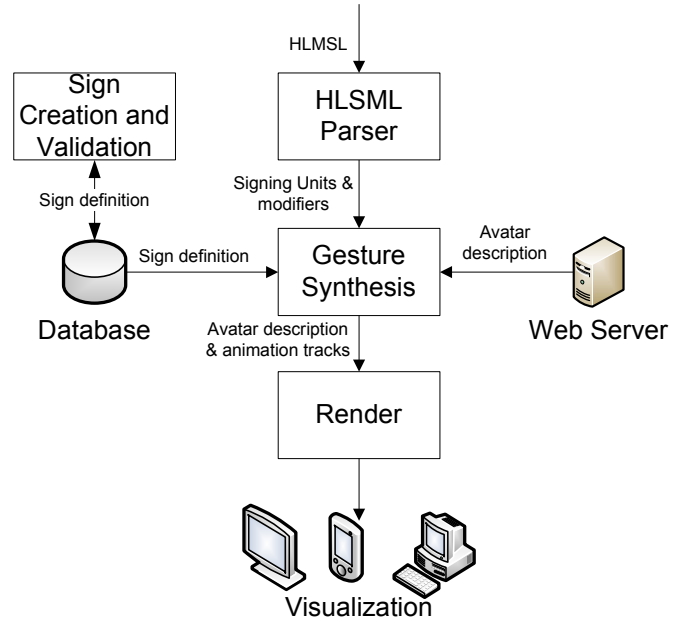 HLMSL
Sign
Creation and
Validation
HLSML
Parser
Sign definition
Signing Units &
modifiers
Database
Sign definition
Gesture
Synthesis
Avatar
description
Web Server
Avatar description
& animation tracks
Render
Visualization